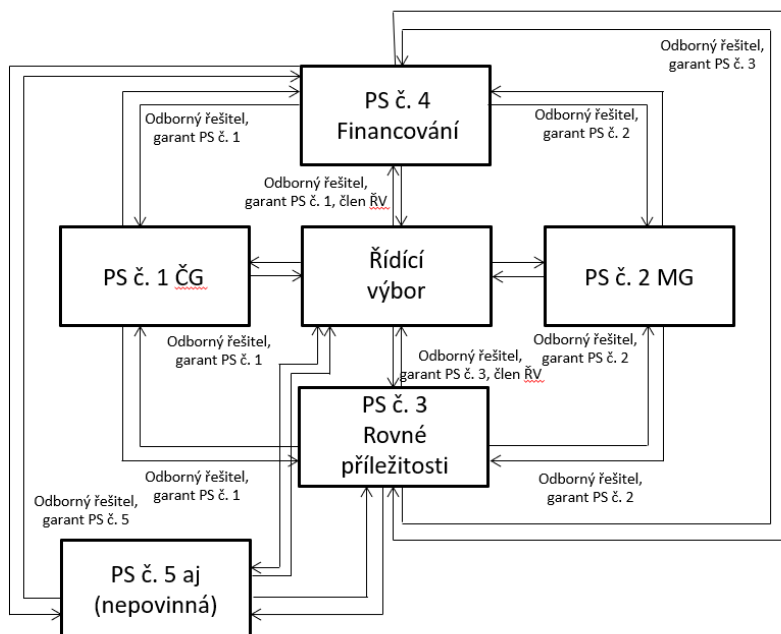 Odborný řešitel,
garant PS č. 3
PS č. 4
Financování
Odborný řešitel,
garant PS č. 1
Odborný řešitel,
garant PS č. 2
Odborný řešitel,
garant PS č. 1, člen ŘV
PS č. 1 ČG
Řídící
výbor
PS č. 2 MG
Odborný řešitel,
garant PS č. 1
Odborný řešitel,
garant PS č. 2
Odborný řešitel,
garant PS č. 3, člen ŘV
PS č. 3
Rovné
příležitosti
Odborný řešitel,
garant PS č. 1
Odborný řešitel,
garant PS č. 2
Odborný řešitel,
garant PS č. 5
PS č. 5 aj
(nepovinná)